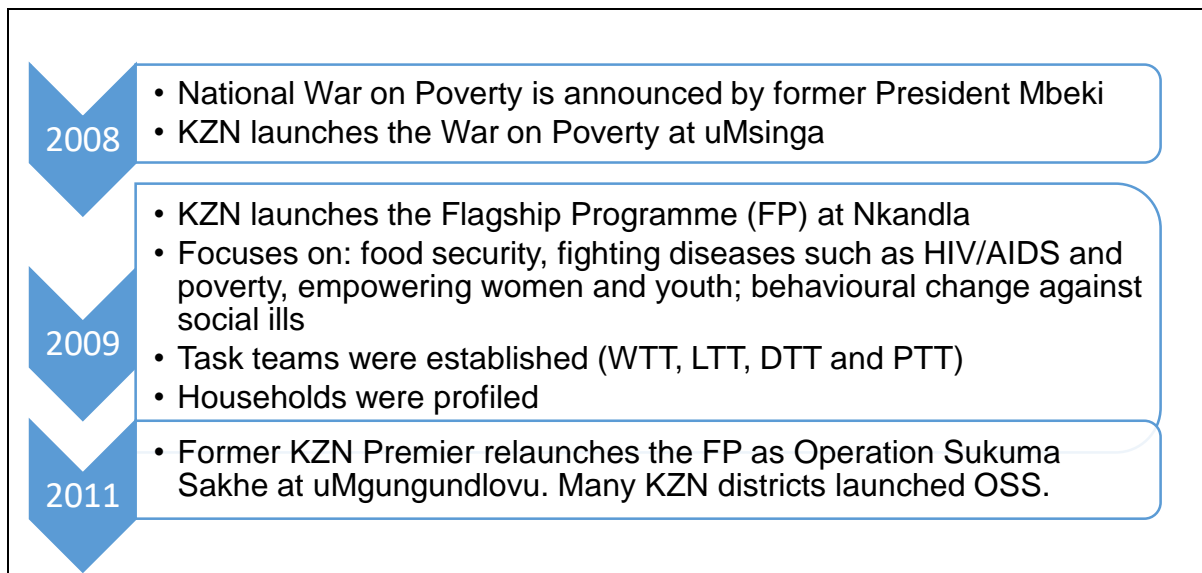 2008
• National War on Poverty is announced by former President Mbeki
• KZN launches the War on Poverty at uMsinga
2009
• KZN launches the Flagship Programme (FP) at Nkandla
• Focuses on: food security, fighting diseases such as HIV/AIDS and
poverty, empowering women and youth; behavioural change against
social ills
• Task teams were established (WTT, LTT, DTT and PTT)
• Households were profiled
2011
• Former KZN Premier relaunches the FP as Operation Sukuma
Sakhe at uMgungundlovu. Many KZN districts launched OSS.